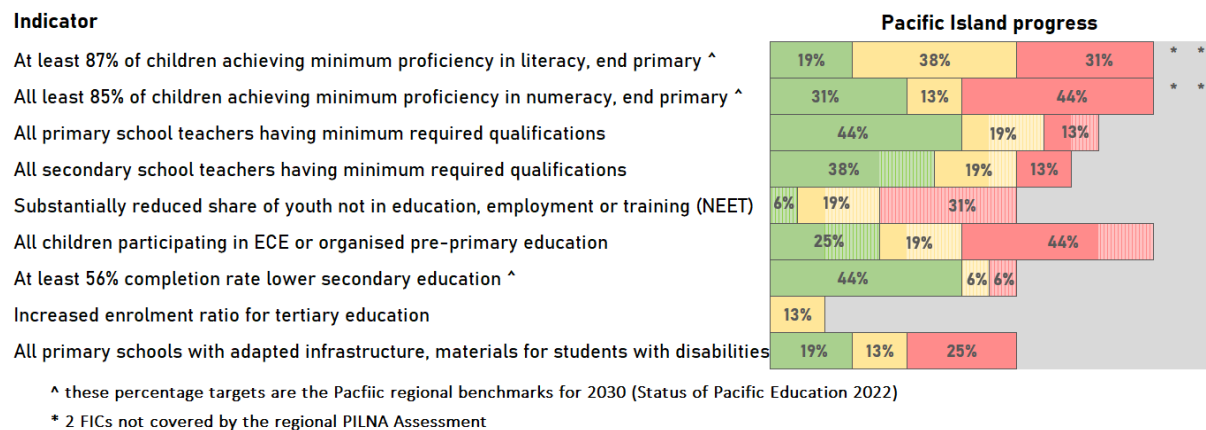 Indicator Pacific Island progress
At least 87% of children achieving minimum proficiency in literacy, end primary ^ 19% 38% 31% * *
All least 85% of children achieving minimum proficiency in numeracy, end primary ^ 31% 13% 44% * *
All primary school teachers having minimum required qualifications 44% 19% 13%
All secondary school teachers having minimum required qualifications 38% 19% 13%
Substantially reduced share of youth not in education, employment or training (NEET) 6% 19% 31%
All children participating in ECE or organised pre-primary education 25% 19% 44%
At least 56% completion rate lower secondary education ^ 44% 6% 6%
Increased enrolment ratio for tertiary education 13%
All primary schools with adapted infrastructure, materials for students with disabilities 19% 13% 25%
^ these percentage targets are the Pacfiic regional benchmarks for 2030 (Status of Pacific Education 2022)
* 2 FICs not covered by the regional PILNA Assessment